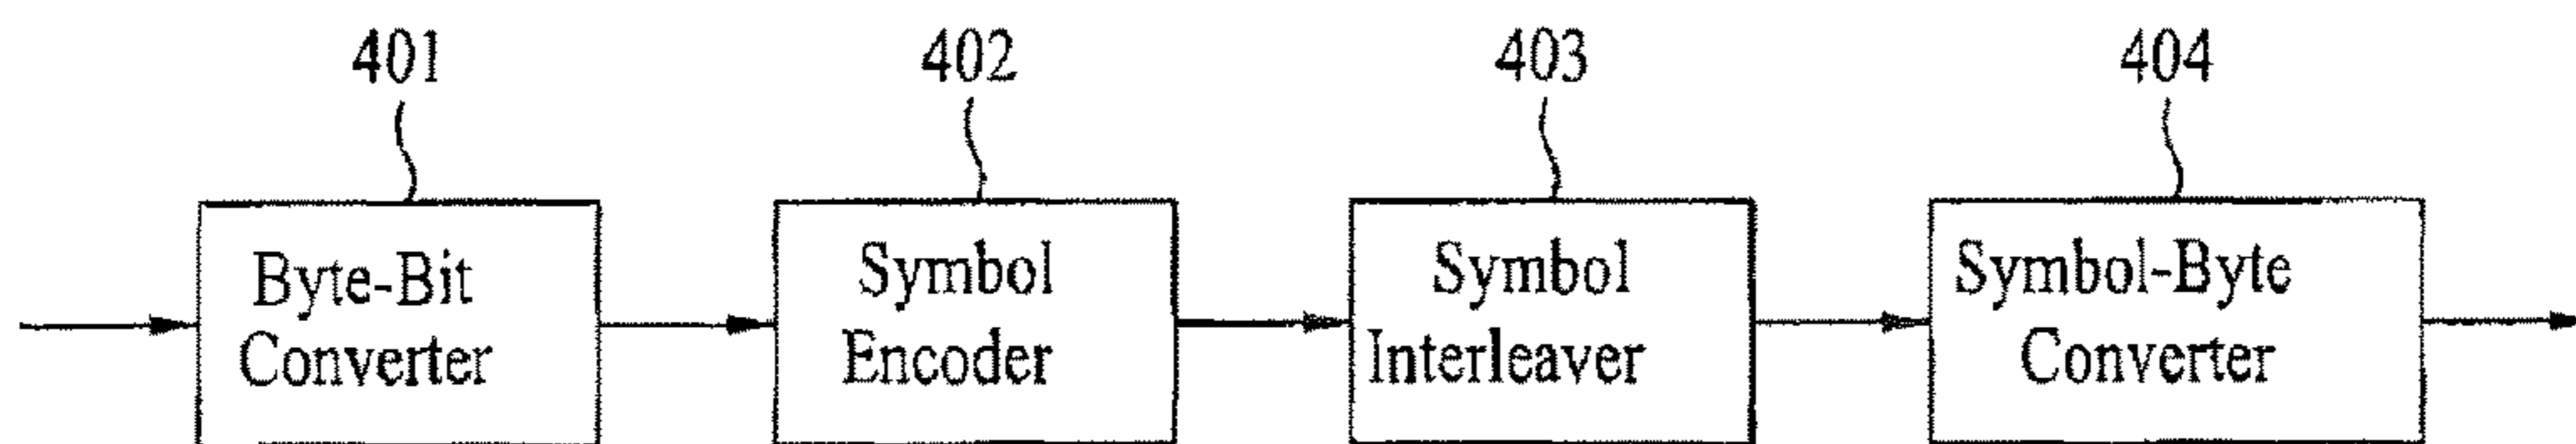 401
402
403
404
Byte-Bit
Converter
Symbol
Encoder
Symbol
Interleaver
Symbol-Byte
Converter